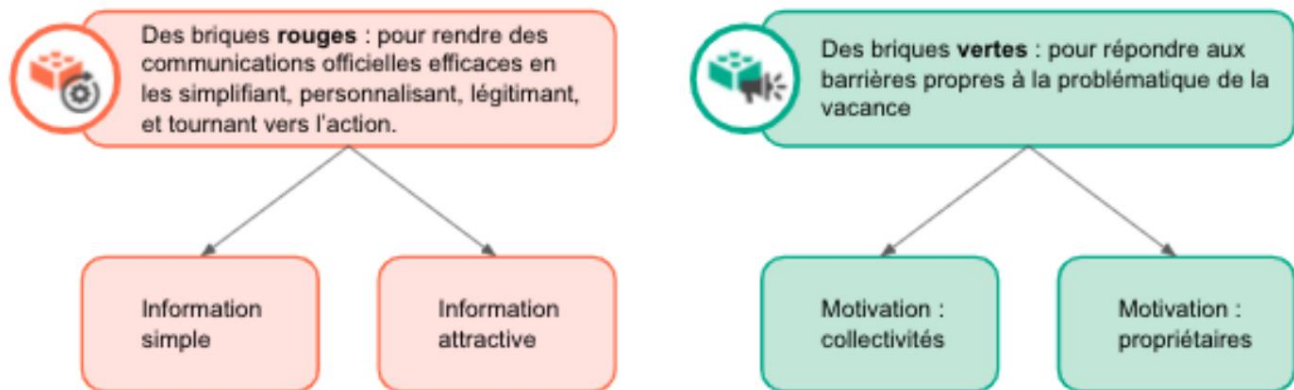 Des briques rouges : pour rendre des
communications officielles efficaces en
les simplifiant, personnalisant, légitimant,
et tournant vers l'action.
Des briques vertes : pour répondre aux
barrières propres à la problématique de la
vacance
Information
simple
Information
attractive
Motivation :
collectivités
Motivation :
propriétaires